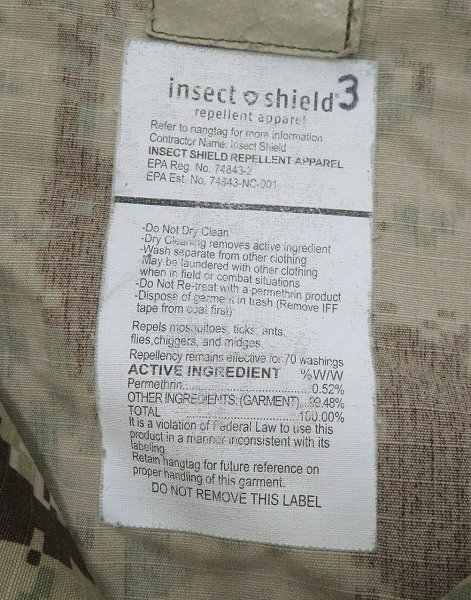 insect shield® 3
repellent apparel
Refer to nangtag for more information
Contractor Name: Insect Shield
INSECT SHIELD REPELLENT APPAREL
EPA Reg. No. 74843-2
EPA Est. No. 74843-NC-001
-Do Not Dry Clean
-Dry Cleaning removes active ingredient
-Wash separate from other clothing
May be laundered with other clothing
when in field or combat situations
-Do Not Re-treat with a permethrin product
-Dispose of garment in trash (Remove IFF
tape from coat first)
Repels mosquitoes, ticks, ants,
flies,chiggers, and midges.
Repellency remains effective for 70 washings
ACTIVE INGREDIENT %W/W
Permethrin 0.52%
OTHER INGREDIENTS: (GARMENT) 99.48%
TOTAL 100.00%
It is a violation of Federal Law to use this
product in a manner inconsistent with its
labeling.
Retain hangtag for future reference on
proper handling of this garment.
DO NOT REMOVE THIS LABEL